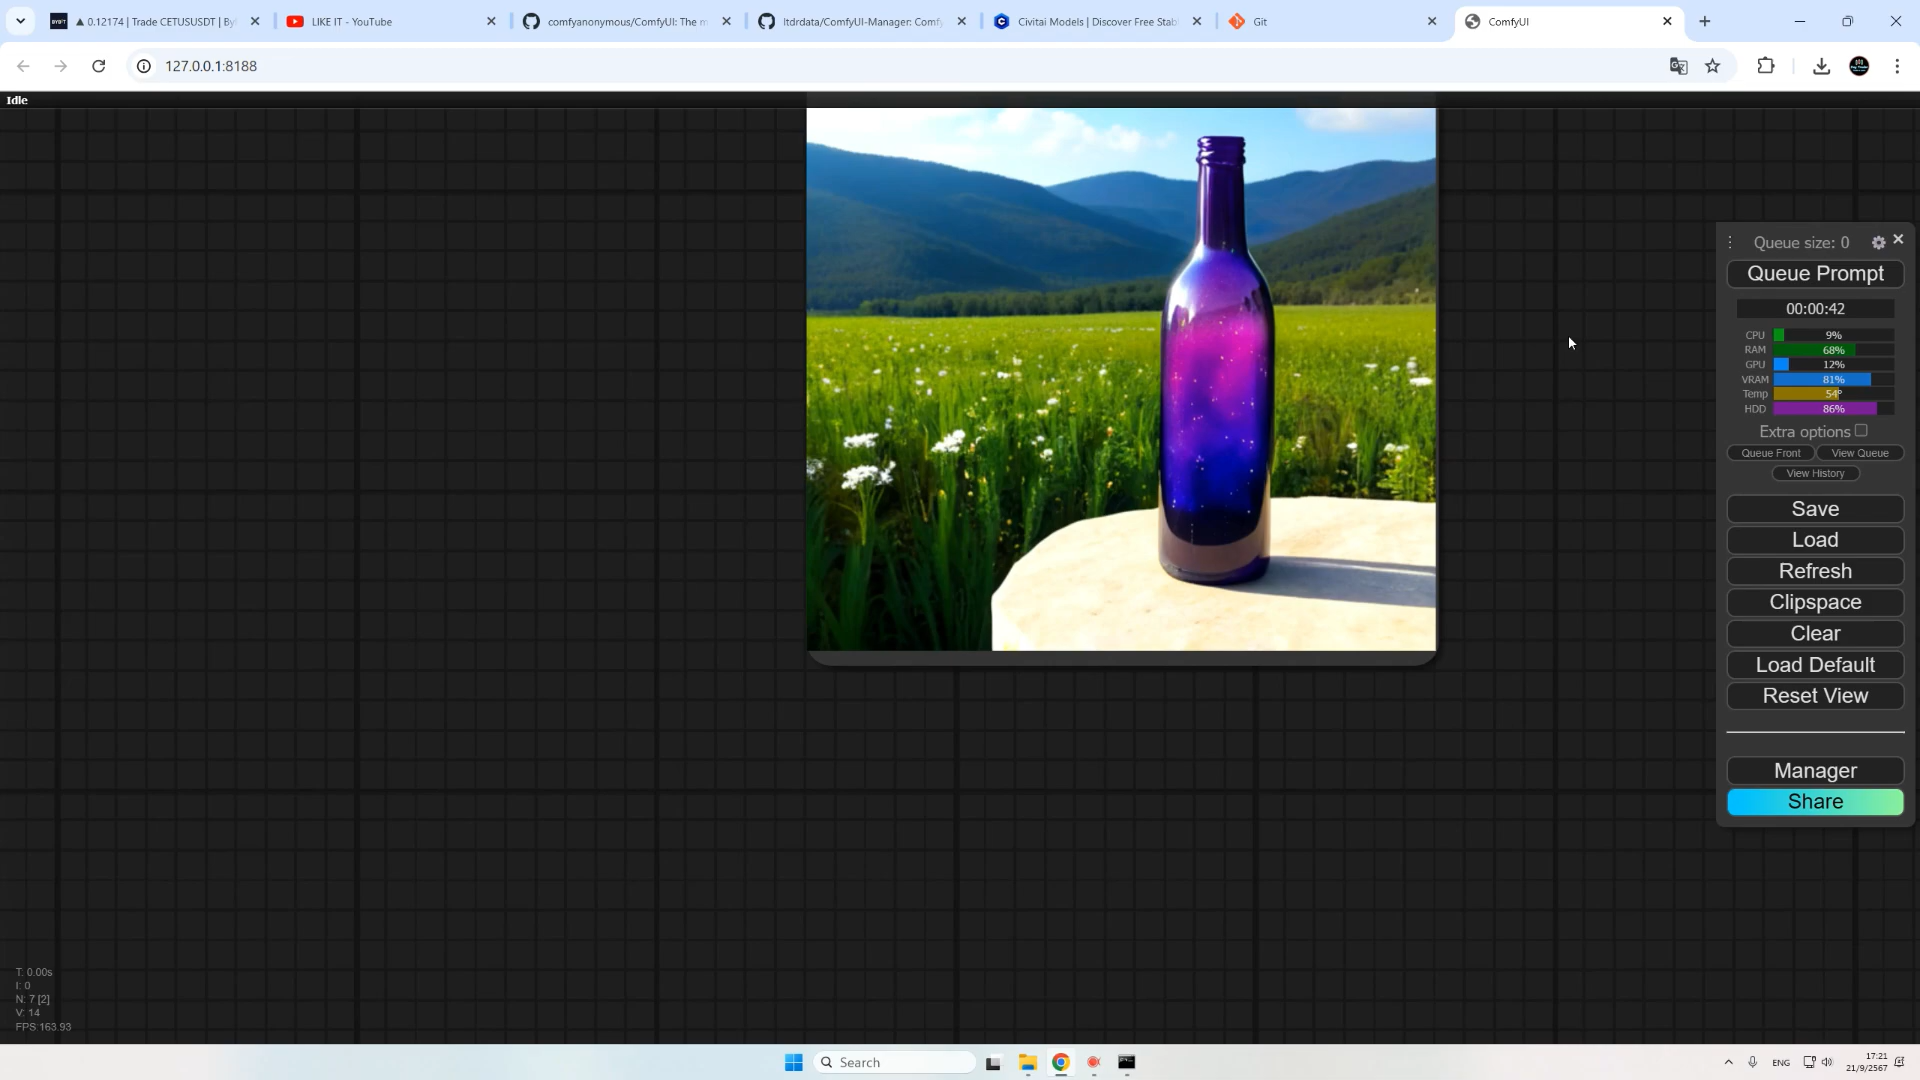 ▲ 0.12174 | Trade CETUSUSDT | By
LIKE IT - YouTube
comfyanonymous/ComfyUI: The m
ltdrdata/ComfyUI-Manager: Comfy
Civitai Models | Discover Free Stab
Git
ComfyUI
127.0.0.1:8188
Idle
Queue size: 0
Queue Prompt
00:00:42
CPU 9%
RAM 68%
GPU 12%
VRAM 81%
Temp 54°
HDD 86%
Extra options
Queue Front View Queue
View History
Save
Load
Refresh
Clipspace
Clear
Load Default
Reset View
Manager
Share
T: 0.00s
I: 0
N: 7 [2]
V: 14
FPS:163.93
Search
ENG
17:21
21/9/2567